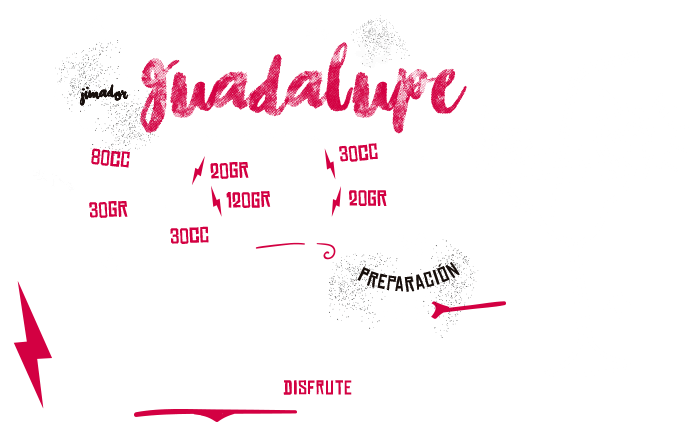 jimador guadalupe
80CC
20GR
30CC
30GR
120GR
20GR
30CC
PREPARACIÓN
DISFRUTE